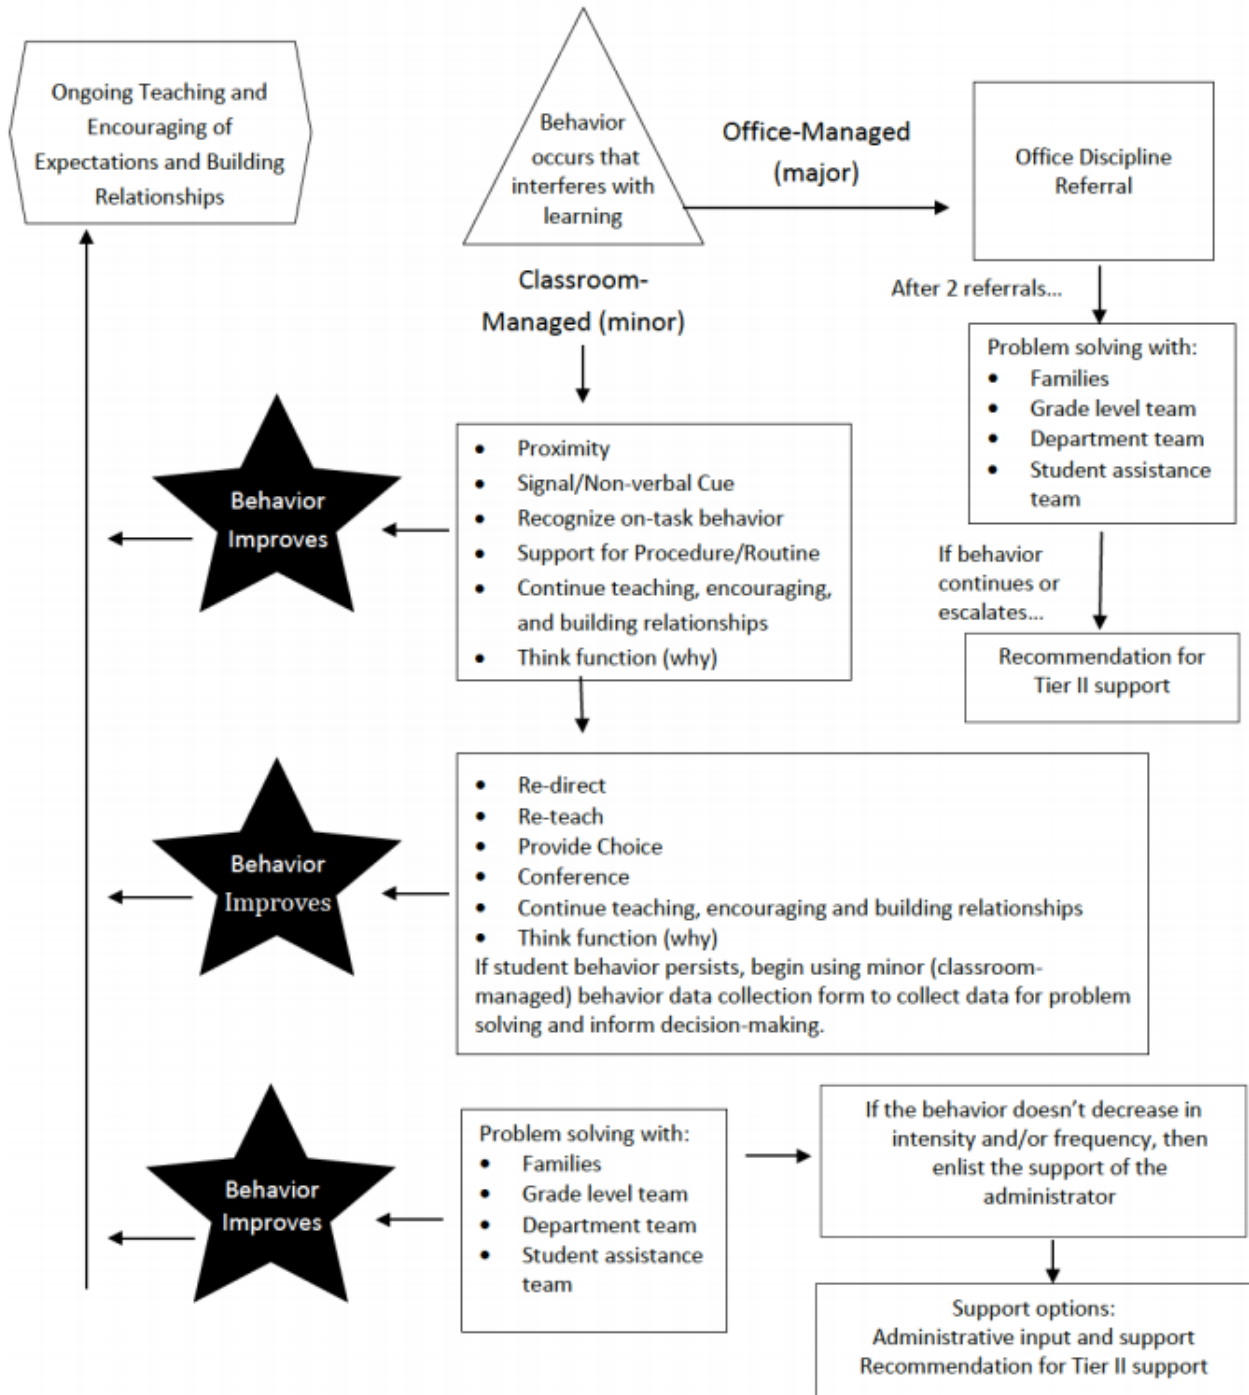 Ongoing Teaching and
Encouraging of
Expectations and Building
Relationships
Behavior
occurs that
interferes with
learning
Office-Managed
(major)
Office Discipline
Referral
Classroom-
Managed (minor)
After 2 referrals...
Problem solving with:
• Families
• Grade level team
• Department team
• Student assistance
team
If behavior
continues or
escalates...
Recommendation for
Tier II support
• Proximity
• Signal/Non-verbal Cue
• Recognize on-task behavior
• Support for Procedure/Routine
• Continue teaching, encouraging,
and building relationships
• Think function (why)
Behavior
Improves
• Re-direct
• Re-teach
• Provide Choice
• Conference
• Continue teaching, encouraging and building relationships
• Think function (why)
If student behavior persists, begin using minor (classroom-
managed) behavior data collection form to collect data for problem
solving and inform decision-making.
Behavior
Improves
Problem solving with:
• Families
• Grade level team
• Department team
• Student assistance
team
Behavior
Improves
If the behavior doesn't decrease in
intensity and/or frequency, then
enlist the support of the
administrator
Support options:
Administrative input and support
Recommendation for Tier II support